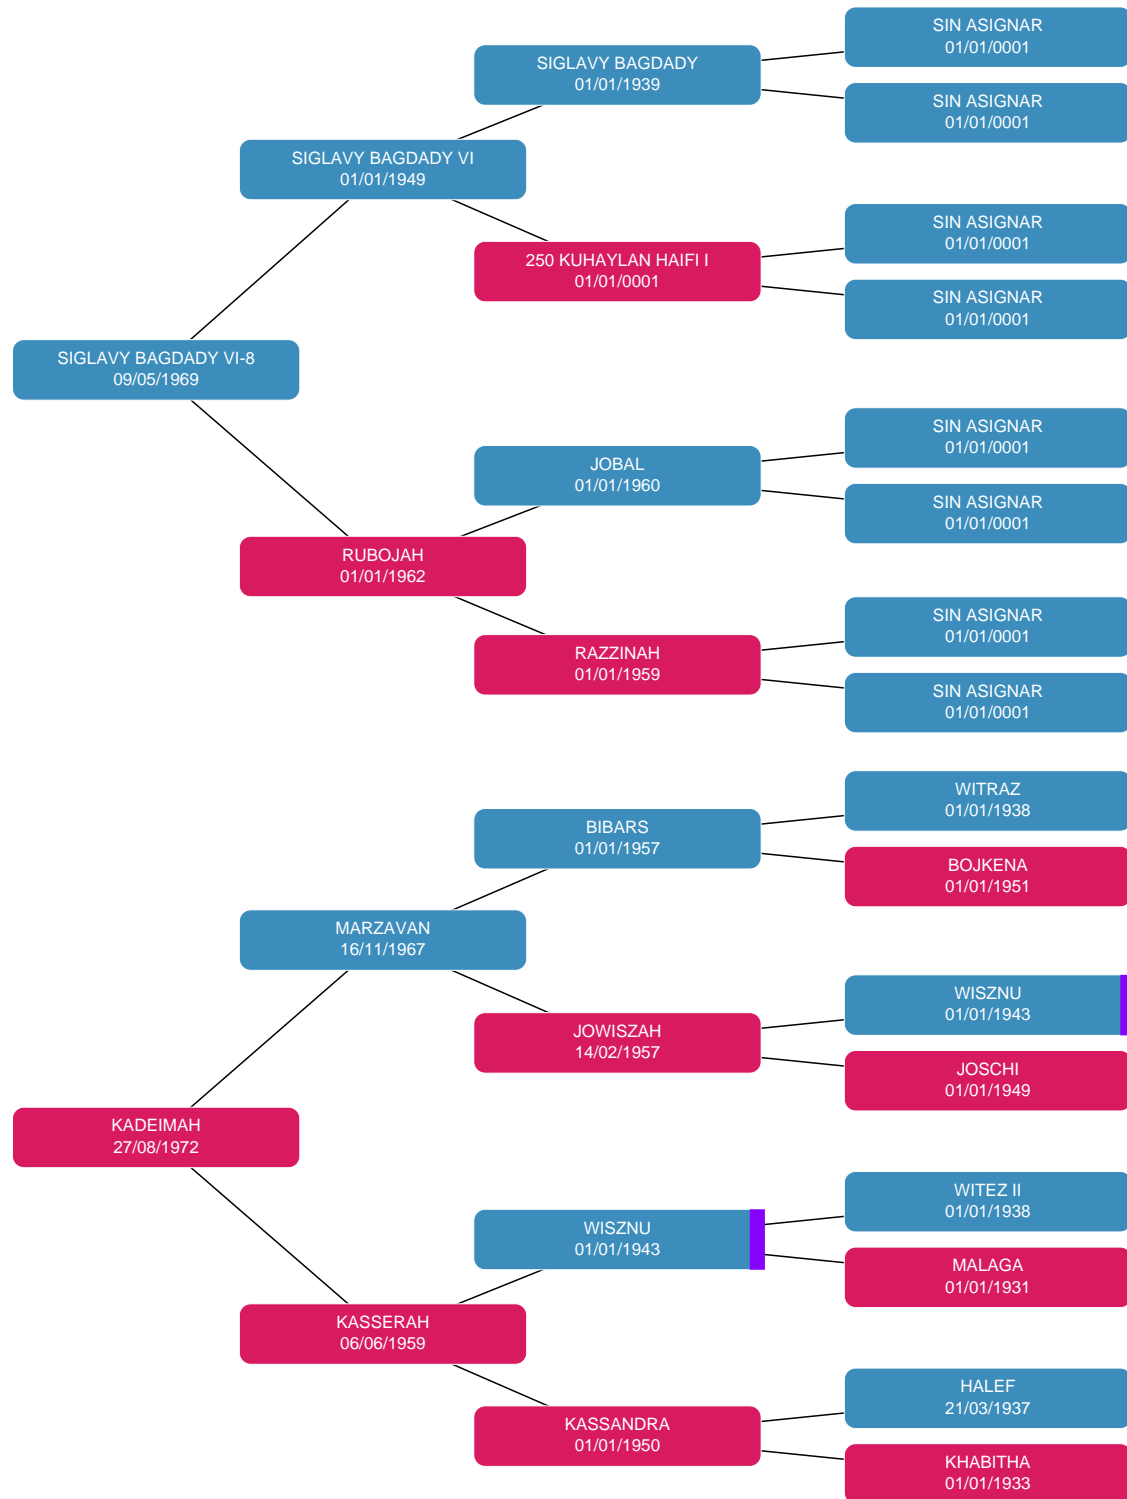 SIN ASIGNAR
01/01/0001
SIGLAVY BAGDADY
01/01/1939
SIN ASIGNAR
01/01/0001
SIGLAVY BAGDADY VI
01/01/1949
SIN ASIGNAR
01/01/0001
250 KUHAYLAN HAIFI I
01/01/0001
SIN ASIGNAR
01/01/0001
SIGLAVY BAGDADY VI-8
09/05/1969
SIN ASIGNAR
01/01/0001
JOBAL
01/01/1960
SIN ASIGNAR
01/01/0001
RUBOJAH
01/01/1962
SIN ASIGNAR
01/01/0001
RAZZINAH
01/01/1959
SIN ASIGNAR
01/01/0001
WITRAZ
01/01/1938
BIBARS
01/01/1957
BOJKENA
01/01/1951
MARZAVAN
16/11/1967
WISZNU
01/01/1943
JOWISZAH
14/02/1957
JOSCHI
01/01/1949
KADEIMAH
27/08/1972
WITEZ II
01/01/1938
WISZNU
01/01/1943
MALAGA
01/01/1931
KASSERAH
06/06/1959
HALEF
21/03/1937
KASSANDRA
01/01/1950
KHABITHA
01/01/1933